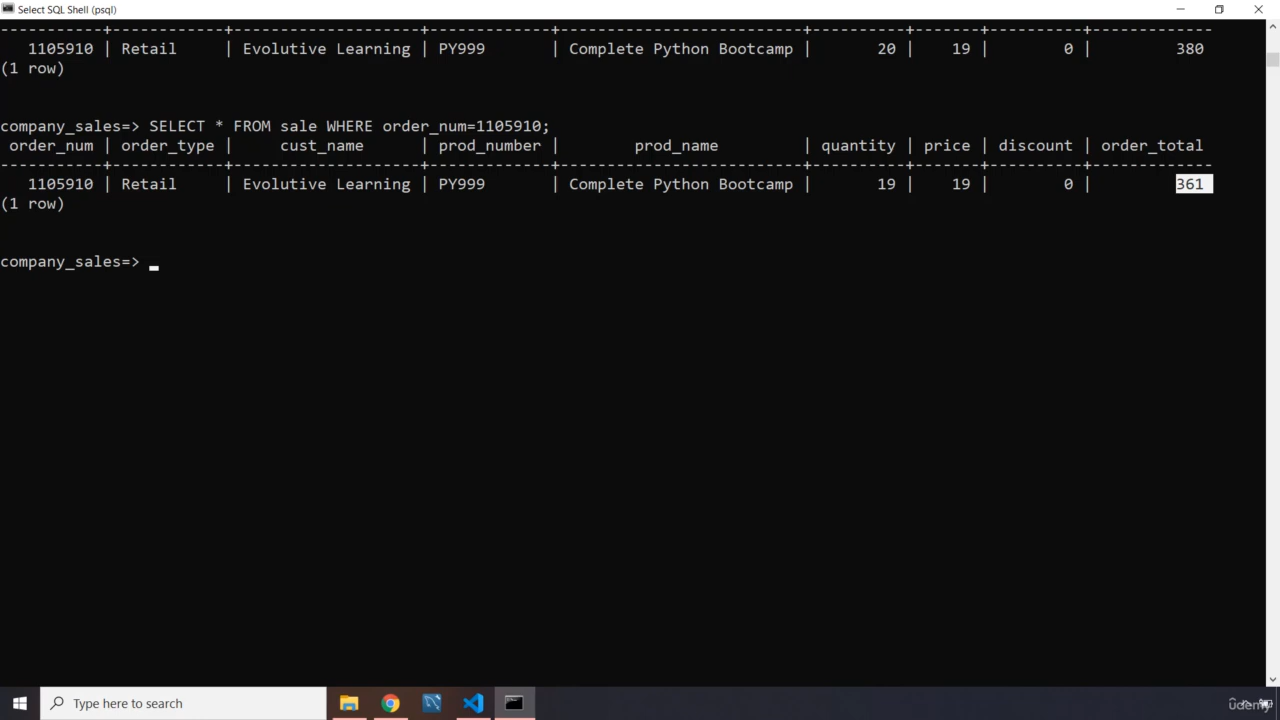 Select SQL Shell (psql)
-----------+------------+--------------------+-------------+--------------------------+----------+-------+----------+-------------
   1105910 | Retail     | Evolutive Learning | PY999       | Complete Python Bootcamp |       20 |    19 |        0 |         380
(1 row)
company_sales=> SELECT * FROM sale WHERE order_num=1105910;
 order_num | order_type |     cust_name      | prod_number |        prod_name         | quantity | price | discount | order_total
-----------+------------+--------------------+-------------+--------------------------+----------+-------+----------+-------------
   1105910 | Retail     | Evolutive Learning | PY999       | Complete Python Bootcamp |       19 |    19 |        0 |         361
(1 row)
company_sales=>
Type here to search
udemy